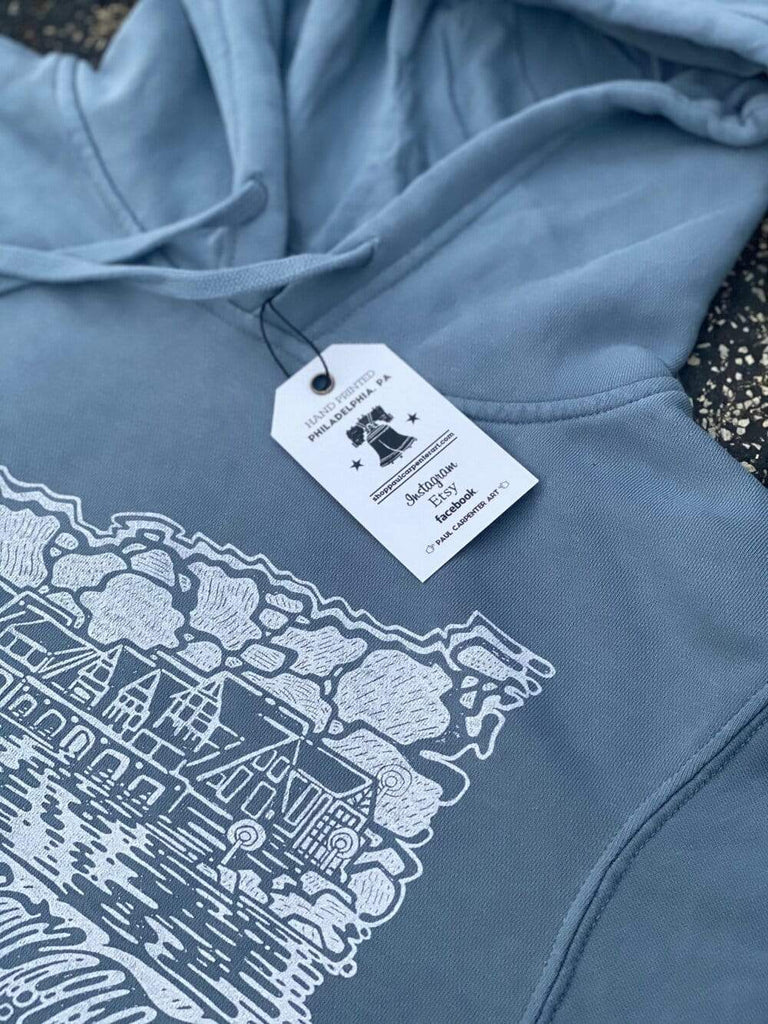 HAND PRINTED
PHILADELPHIA, PA
shoppaulcarpenterart.com
Instagram
Etsy
facebook
PAUL CARPENTER ART